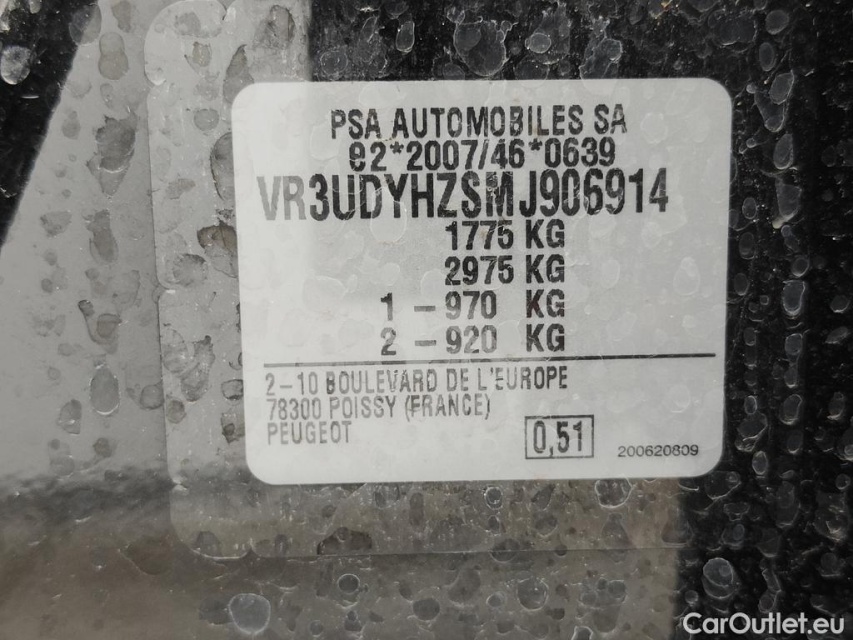 PSA AUTOMOBILES SA
e2*2007/46*0639
VR3UDYHZSMJ906914
1775 KG
2975 KG
1 – 970 KG
2 – 920 KG
2–10 BOULEVARD DE L'EUROPE
78300 POISSY (FRANCE)
PEUGEOT
0,51
200620809
CarOutlet.eu